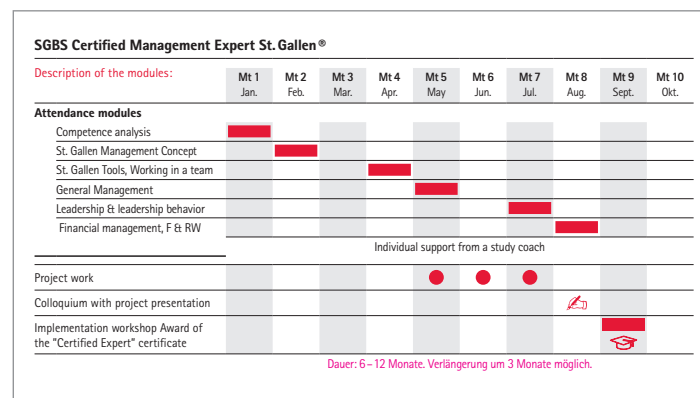 SGBS Certified Management Expert St. Gallen®
Description of the modules: Mt 1 Mt 2 Mt 3 Mt 4 Mt 5 Mt 6 Mt 7 Mt 8 Mt 9 Mt 10
Jan. Feb. Mar. Apr. May Jun. Jul. Aug. Sept. Okt.
Attendance modules
Competence analysis
St. Gallen Management Concept
St. Gallen Tools, Working in a team
General Management
Leadership & leadership behavior
Financial management, F & RW
Individual support from a study coach
Project work
Colloquium with project presentation
Implementation workshop Award of
the "Certified Expert" certificate
Dauer: 6–12 Monate. Verlängerung um 3 Monate möglich.